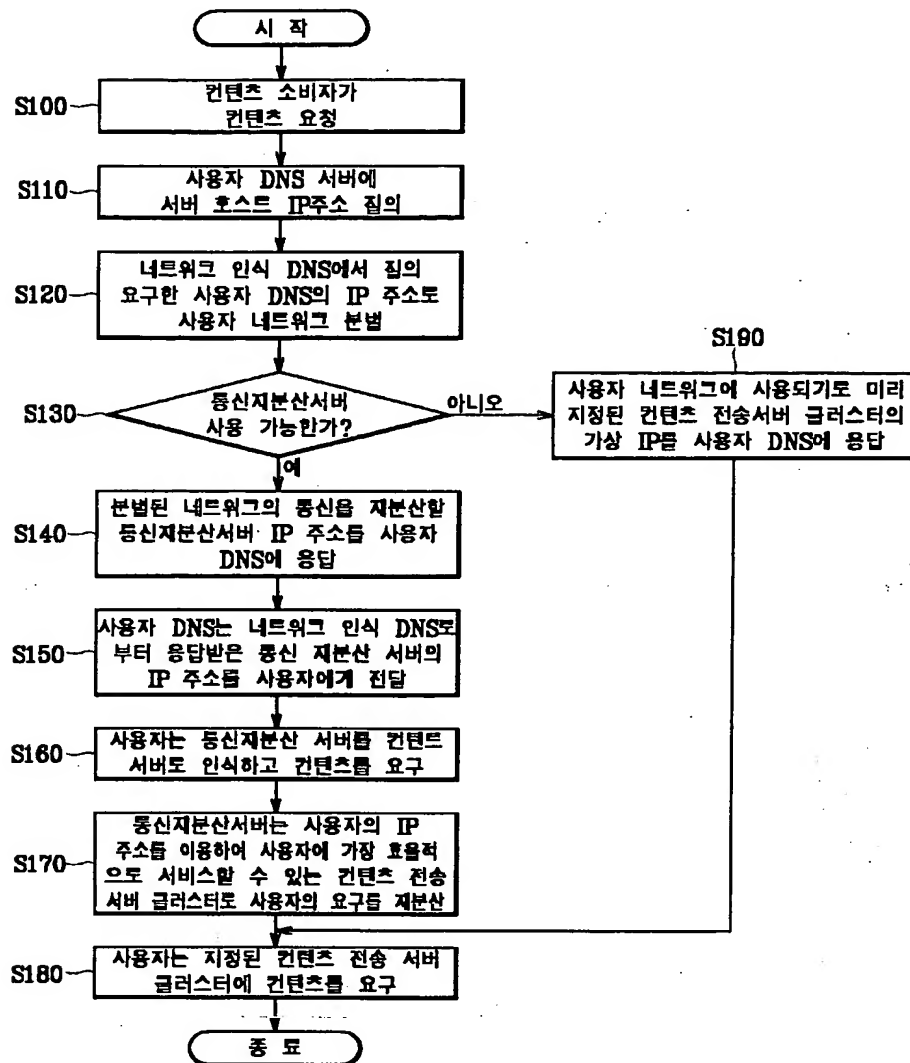 시 작
S100
컨텐츠 소비자가
컨텐츠 요청
S110
사용자 DNS 서버에
서버 호스트 IP주소 질의
S120
네트워크 인식 DNS에서 질의
요구한 사용자 DNS의 IP 주소로
사용자 네트워크 분별
S130
통신재분산서버
사용 가능한가?
아니오
예
S190
사용자 네트워크에 사용되기로 미리
지정된 컨텐츠 전송서버 클러스터의
가상 IP를 사용자 DNS에 응답
S140
분별된 네트워크의 통신을 재분산할
통신재분산서버 IP 주소를 사용자
DNS에 응답
S150
사용자 DNS는 네트워크 인식 DNS로
부터 응답받은 통신 재분산 서버의
IP 주소를 사용자에게 전달
S160
사용자는 통신재분산 서버를 컨텐트
서버로 인식하고 컨텐츠를 요구
S170
통신재분산서버는 사용자의 IP
주소를 이용하여 사용자에 가장 효율적
으로 서비스할 수 있는 컨텐츠 전송
서버 클러스터로 사용자의 요구를 재분산
S180
사용자는 지정된 컨텐츠 전송 서버
클러스터에 컨텐츠를 요구
종 료